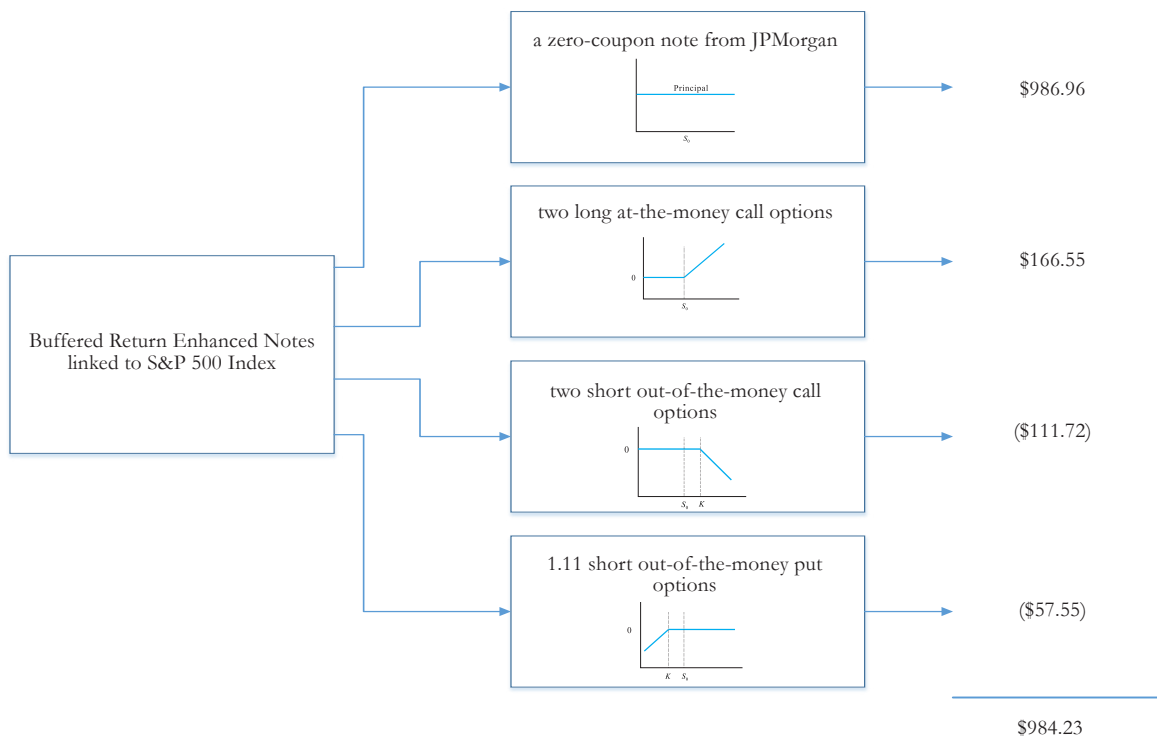 a zero-coupon note from JPMorgan
Principal
S₀
$986.96
two long at-the-money call options
0
S₀
$166.55
Buffered Return Enhanced Notes
linked to S&P 500 Index
two short out-of-the-money call
options
0
S₀ K
($111.72)
1.11 short out-of-the-money put
options
0
K S₀
($57.55)
$984.23